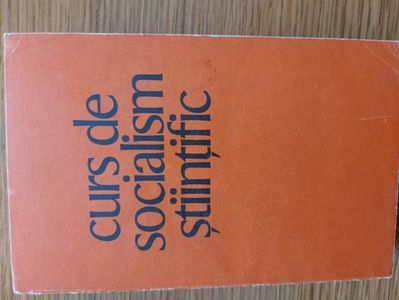 curs de
socialism
științific